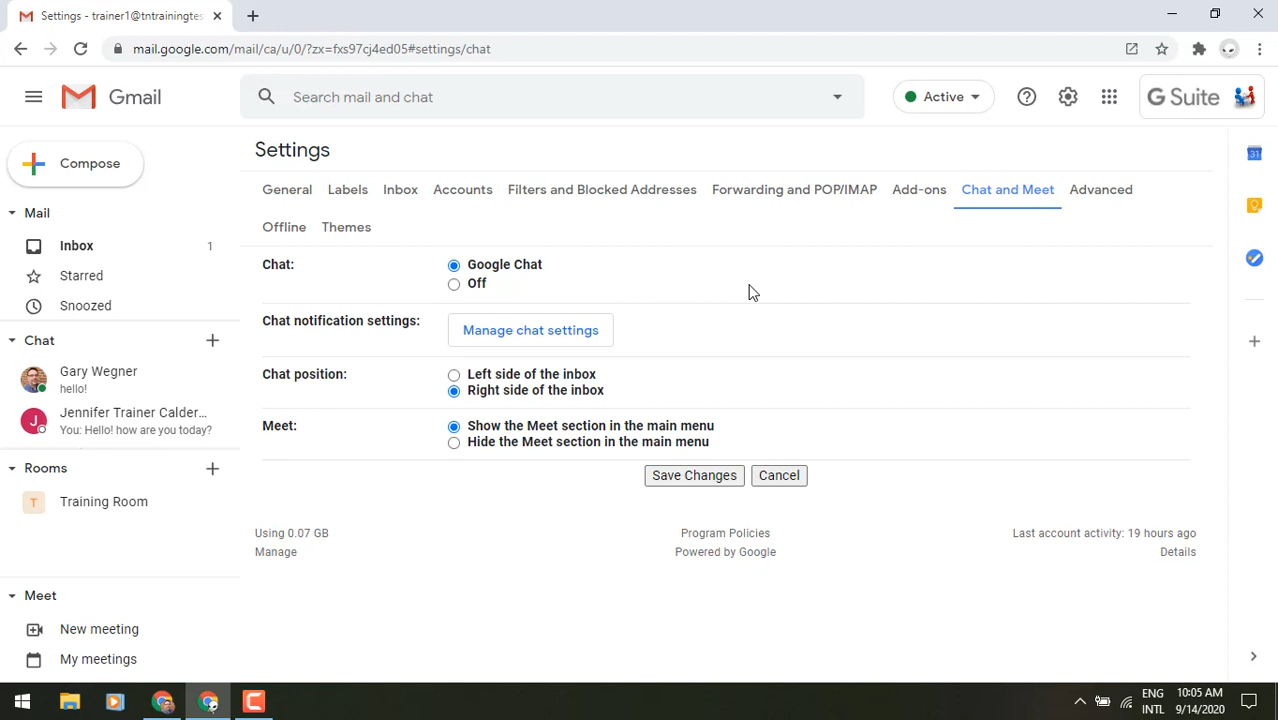 Settings - trainer1@tntrainingtes
mail.google.com/mail/ca/u/0/?zx=fxs97cj4ed05#settings/chat
Gmail
Search mail and chat
Active
G Suite
Compose
Mail
Inbox 1
Starred
Snoozed
Chat
Gary Wegner
hello!
Jennifer Trainer Calder...
You: Hello! how are you today?
Rooms
T Training Room
Meet
New meeting
My meetings
Settings
General Labels Inbox Accounts Filters and Blocked Addresses Forwarding and POP/IMAP Add-ons Chat and Meet Advanced
Offline Themes
Chat: Google Chat
Off
Chat notification settings: Manage chat settings
Chat position: Left side of the inbox
Right side of the inbox
Meet: Show the Meet section in the main menu
Hide the Meet section in the main menu
Save Changes Cancel
Using 0.07 GB Program Policies Last account activity: 19 hours ago
Manage Powered by Google Details
31
J
ENG 10:05 AM
INTL 9/14/2020